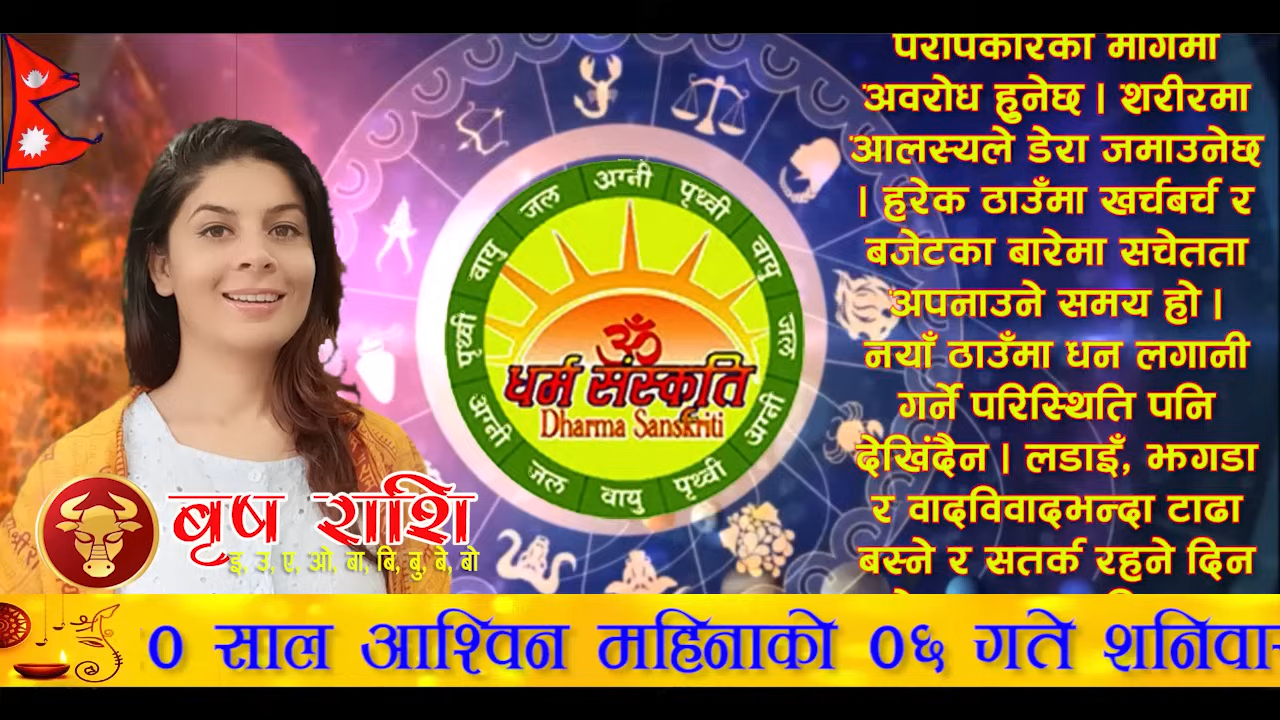 परोपकारका मार्गमा
अवरोध हुनेछ | शरीरमा
आलस्यले डेरा जमाउनेछ
| हरेक ठाउँमा खर्चबर्च र
बजेटका बारेमा सचेतता
अपनाउने समय हो |
नयाँ ठाउँमा धन लगानी
गर्ने परिस्थिति पनि
देखिंदैन | लडाइँ, झगडा
र वादविवादभन्दा टाढा
बस्ने र सतर्क रहने दिन
अग्नी
पृथ्वी
वायु
जल
अग्नी
पृथ्वी
वायु
जल
अग्नी
पृथ्वी
वायु
जल
ॐ
धर्म संस्कृति
Dharma Sanskriti
बृष राशि
इ, उ, ए, ओ, बा, बि, बु, बे, बो
श्री
० साल आश्विन महिनाको ०६ गते शनिवा